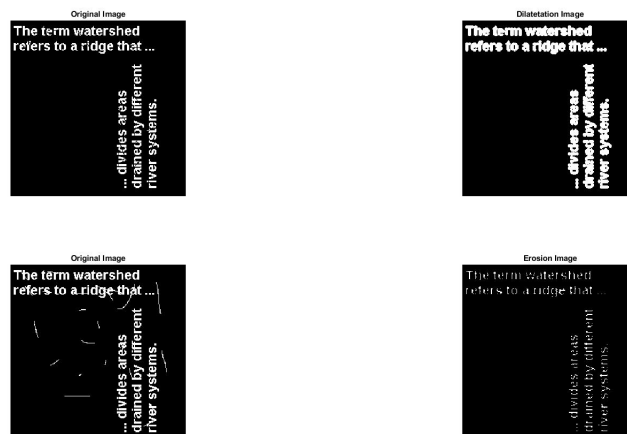 Original Image
The term watershed
refers to a ridge that ...
... divides areas
drained by different
river systems.
Dilatetation Image
The term watershed
refers to a ridge that ...
... divides areas
drained by different
river systems.
Original Image
The term watershed
refers to a ridge that ...
... divides areas
drained by different
river systems.
Erosion Image
The term watershed
refers to a ridge that ...
... divides areas
drained by different
river systems.